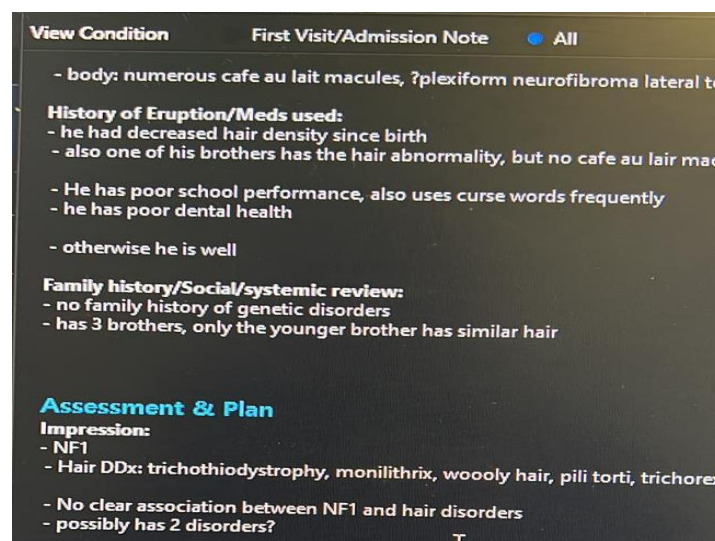 View Condition First Visit/Admission Note All
- body: numerous cafe au lait macules, ?plexiform neurofibroma lateral
History of Eruption/Meds used:
- he had decreased hair density since birth
- also one of his brothers has the hair abnormality, but no cafe au lair
- He has poor school performance, also uses curse words frequently
- he has poor dental health
- otherwise he is well
Family history/Social/systemic review:
- no family history of genetic disorders
- has 3 brothers, only the younger brother has similar hair
Assessment & Plan
Impression:
- NF1
- Hair DDx: trichothiodystrophy, monilithrix, woooly hair, pili torti,
- No clear association between NF1 and hair disorders
- possibly has 2 disorders?